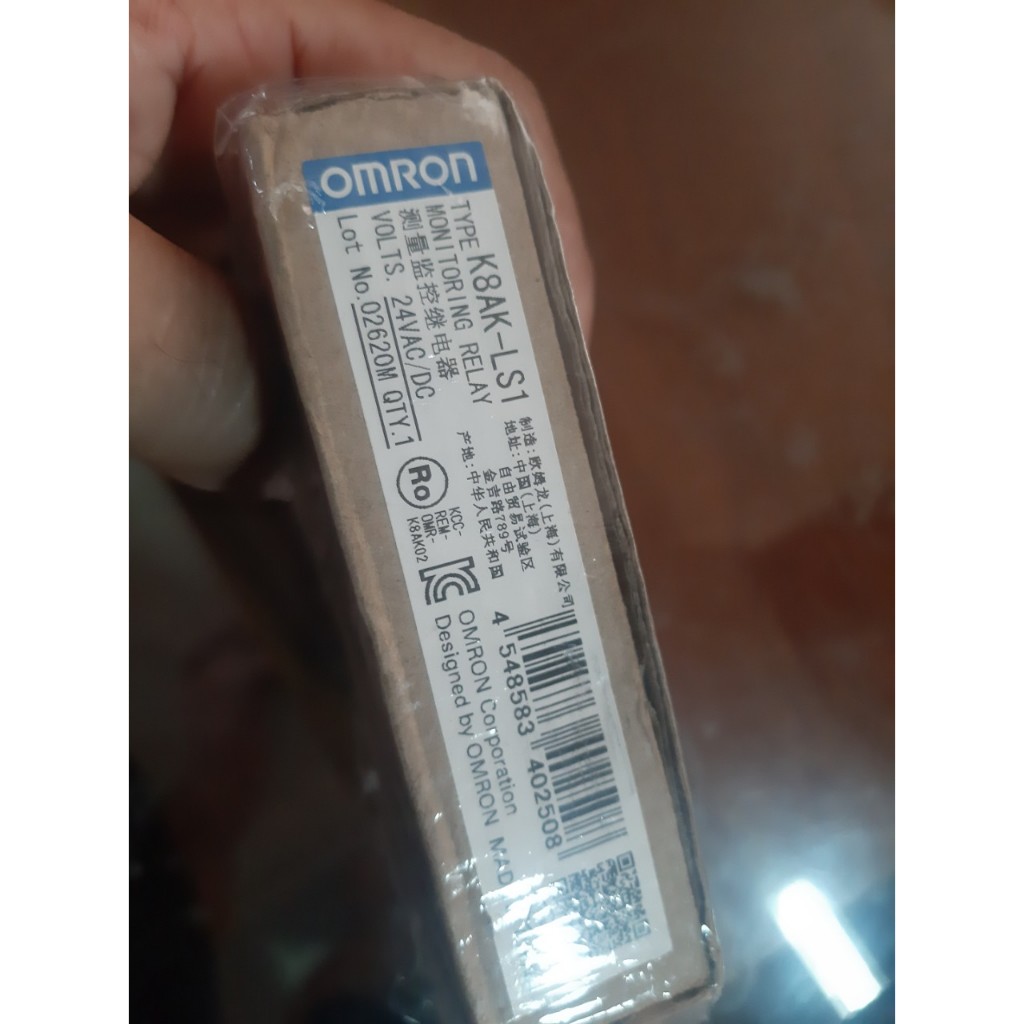 OMRON
TYPE K8AK-LS1
MONITORING RELAY
测量监控继电器
VOLTS. 24VAC/DC
Lot No.02620M QTY.1
制造:欧姆龙(上海)有限公司
地址:中国(上海)
自由贸易试验区
金吉路789号
产地:中华人民共和国
Ro
KCC-
REM-
OMR-
K8AK02
4 548583 402508
OMRON Corporation
Designed by OMRON MAD